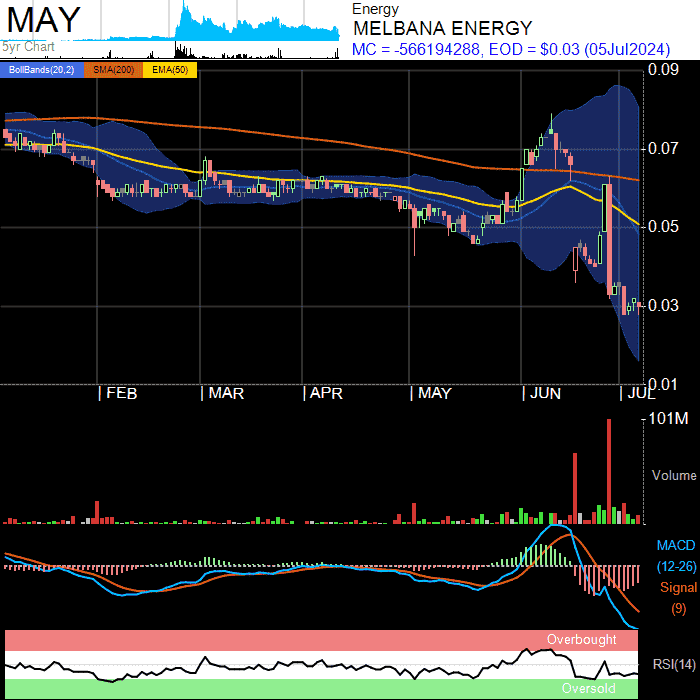 MAY
5yr Chart
Energy
MELBANA ENERGY
MC = -566194288, EOD = $0.03 (05Jul2024)
BollBands(20,2) SMA(200) EMA(50)
0.09
0.07
0.05
0.03
0.01
FEB MAR APR MAY JUN JUL
101M
Volume
MACD
(12-26)
Signal
(9)
Overbought
RSI(14)
Oversold